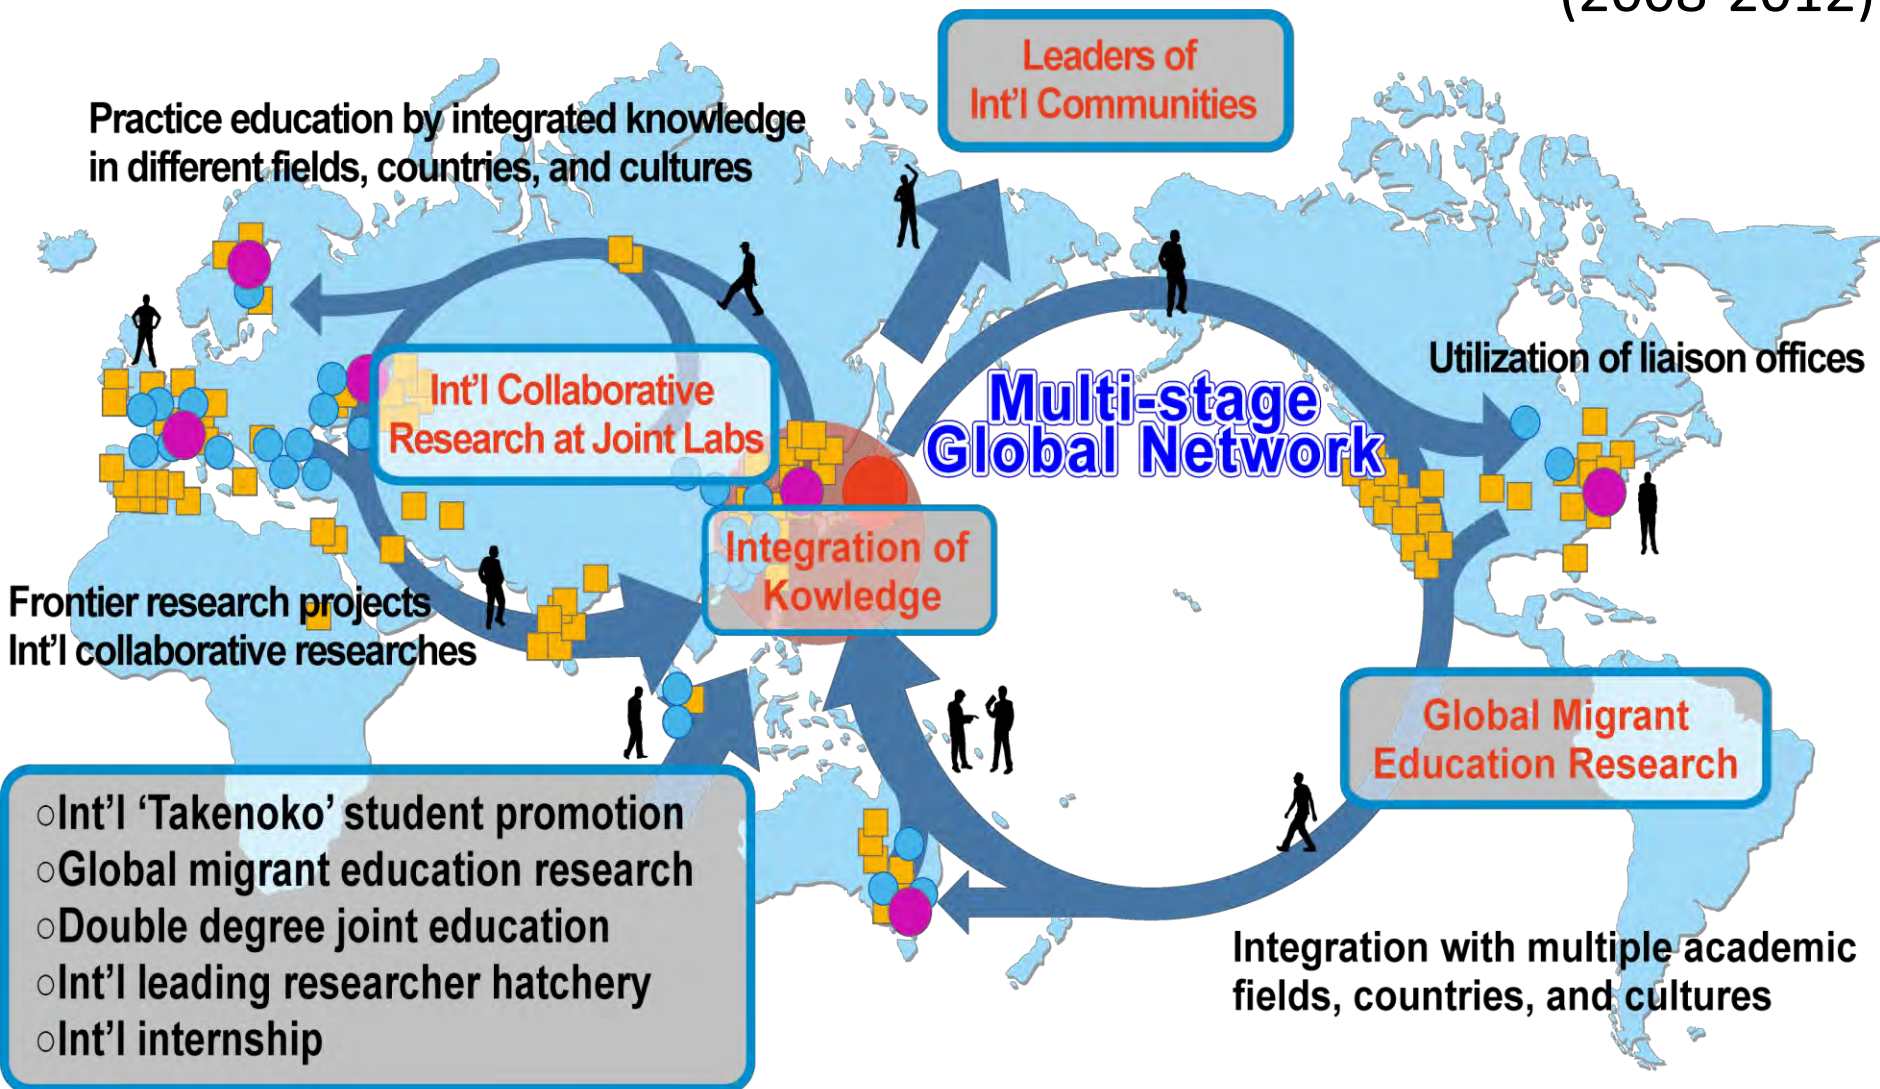 (2008-2012)
Leaders of
Int'l Communities
Practice education by integrated knowledge
in different fields, countries, and cultures
Utilization of liaison offices
Int'l Collaborative
Research at Joint Labs
Multi-stage
Global Network
Integration of
Kowledge
Frontier research projects
Int'l collaborative researches
Global Migrant
Education Research
○Int'l ‘Takenoko’ student promotion
○Global migrant education research
○Double degree joint education
○Int'l leading researcher hatchery
○Int'l internship
Integration with multiple academic
fields, countries, and cultures